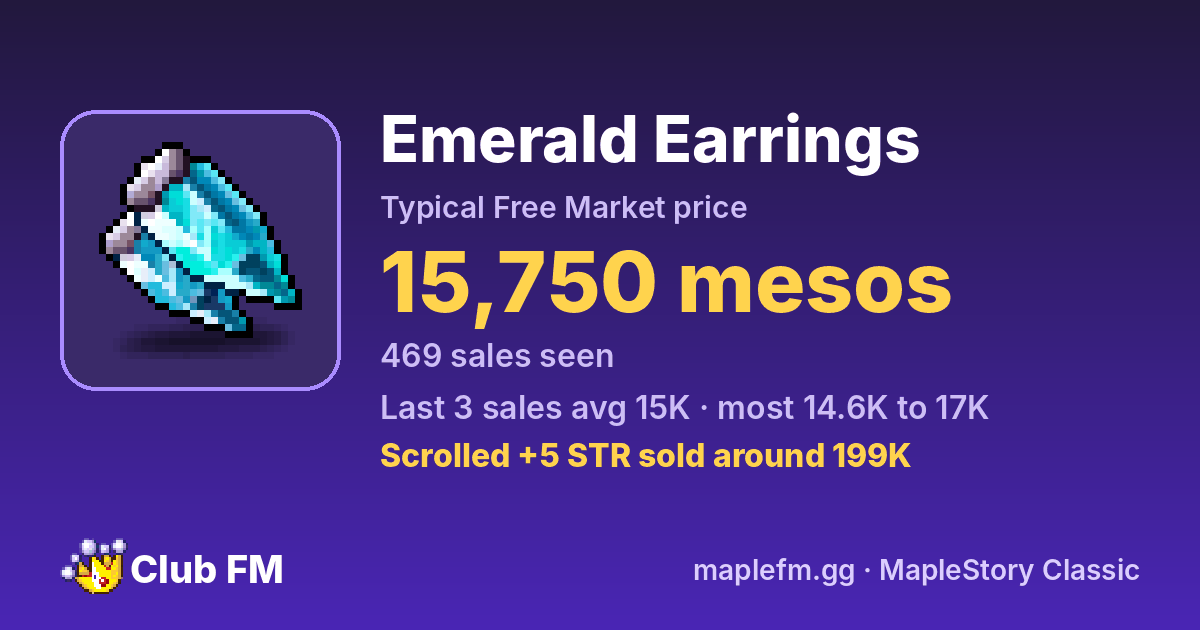 Emerald Earrings
Typical Free Market price
15,750 mesos
469 sales seen
Last 3 sales avg 15K · most 14.6K to 17K
Scrolled +5 STR sold around 199K
Club FM
maplefm.gg · MapleStory Classic